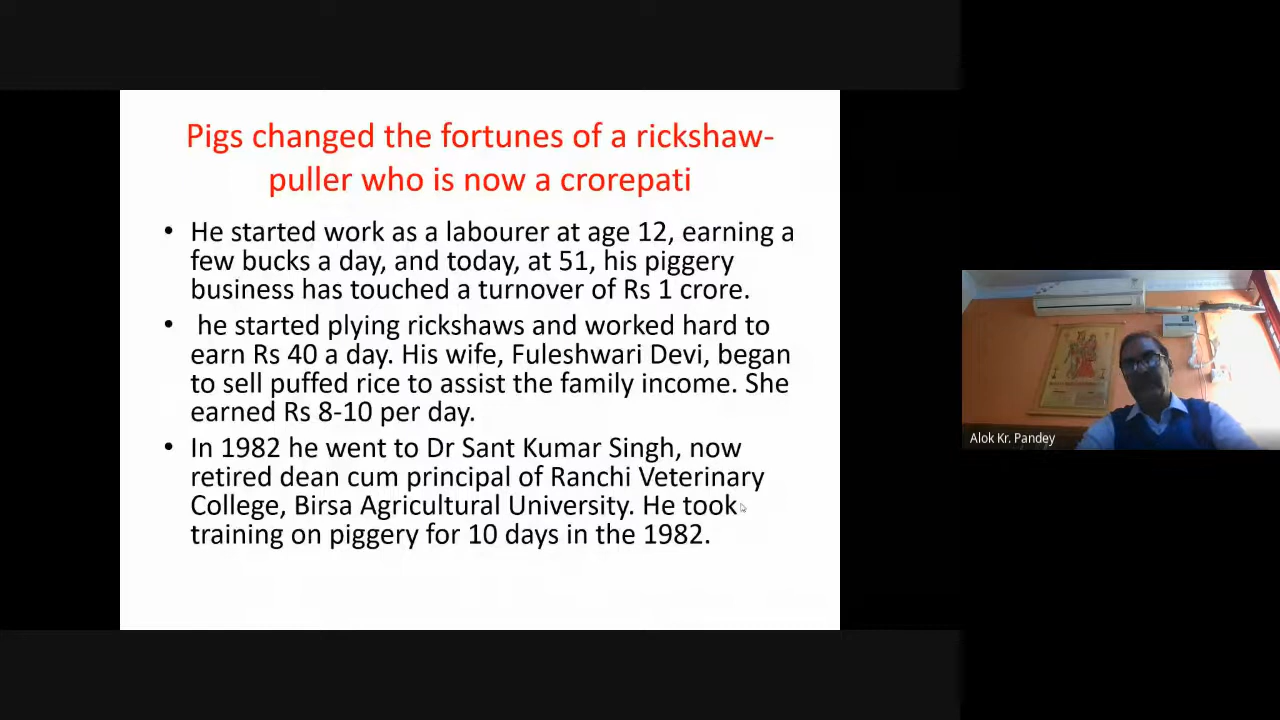 Pigs changed the fortunes of a rickshaw-
puller who is now a crorepati
• He started work as a labourer at age 12, earning a
few bucks a day, and today, at 51, his piggery
business has touched a turnover of Rs 1 crore.
• he started plying rickshaws and worked hard to
earn Rs 40 a day. His wife, Fuleshwari Devi, began
to sell puffed rice to assist the family income. She
earned Rs 8-10 per day.
• In 1982 he went to Dr Sant Kumar Singh, now
retired dean cum principal of Ranchi Veterinary
College, Birsa Agricultural University. He took
training on piggery for 10 days in the 1982.
Alok Kr. Pandey